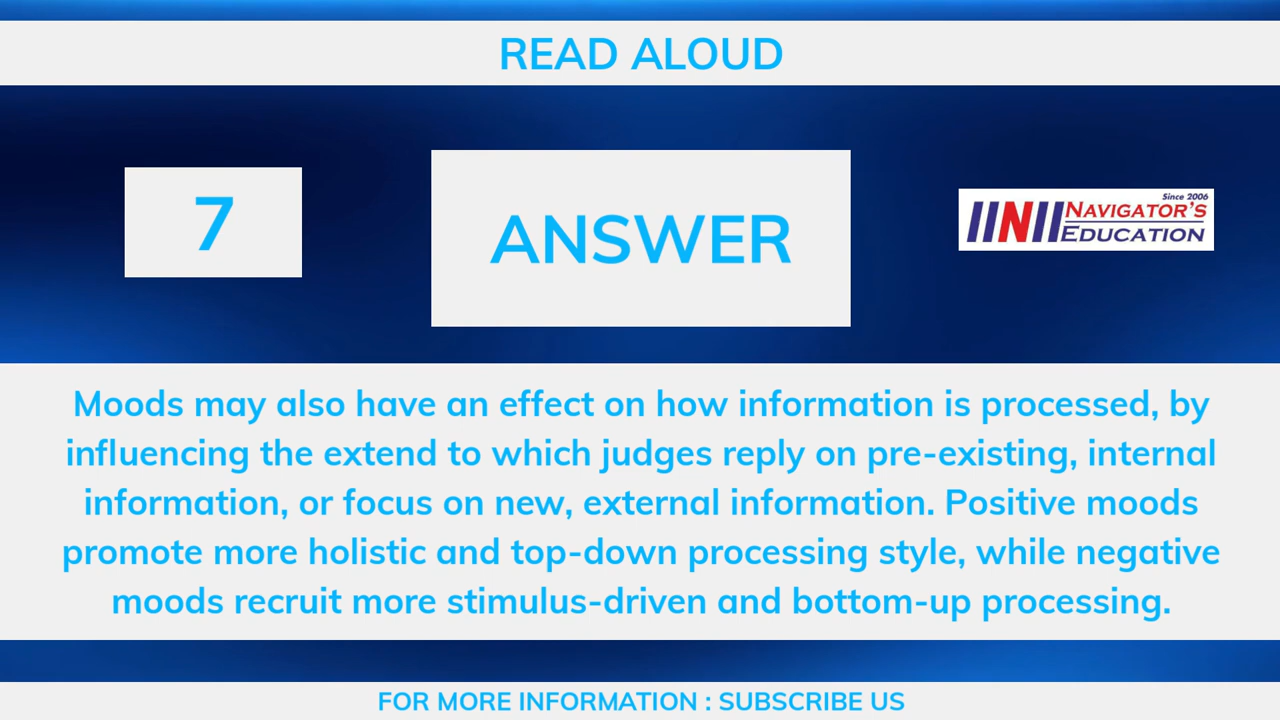 READ ALOUD
7
ANSWER
Since 2006
NAVIGATOR'S
EDUCATION
Moods may also have an effect on how information is processed, by
influencing the extend to which judges reply on pre-existing, internal
information, or focus on new, external information. Positive moods
promote more holistic and top-down processing style, while negative
moods recruit more stimulus-driven and bottom-up processing.
FOR MORE INFORMATION : SUBSCRIBE US